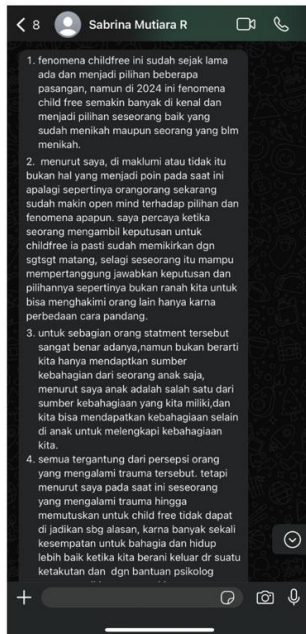 8 Sabrina Mutiara R
1. fenomena childfree ini sudah sejak lama
ada dan menjadi pilihan beberapa
pasangan, namun di 2024 ini fenomena
child free semakin banyak di kenal dan
menjadi pilihan seseorang baik yang
sudah menikah maupun seorang yang blm
menikah.
2. menurut saya, di maklumi atau tidak itu
bukan hal yang menjadi poin pada saat ini
apalagi sepertinya orangorang sekarang
sudah makin open mind terhadap pilihan dan
fenomena apapun. saya percaya ketika
seorang mengambil keputusan untuk
childfree ia pasti sudah memikirkan dgn
sgtsgt matang, selagi seseorang itu mampu
mempertanggung jawabkan keputusan dan
pilihannya sepertinya bukan ranah kita untuk
bisa menghakimi orang lain hanya karna
perbedaan cara pandang.
3. untuk sebagian orang statment tersebut
sangat benar adanya,namun bukan berarti
kita hanya mendaptkan sumber
kebahagian dari seorang anak saja,
menurut saya anak adalah salah satu dari
sumber kebahagiaan yang kita miliki,dan
kita bisa mendapatkan kebahagiaan selain
di anak untuk melengkapi kebahagiaan
kita.
4. semua tergantung dari persepsi orang
yang mengalami trauma tersebut. tetapi
menurut saya pada saat ini seseorang
yang mengalami trauma hingga
memutuskan untuk child free tidak dapat
di jadikan sbg alasan, karna banyak sekali
kesempatan untuk bahagia dan hidup
lebih baik ketika kita berani keluar dr suatu
ketakutan dan dgn bantuan psikolog